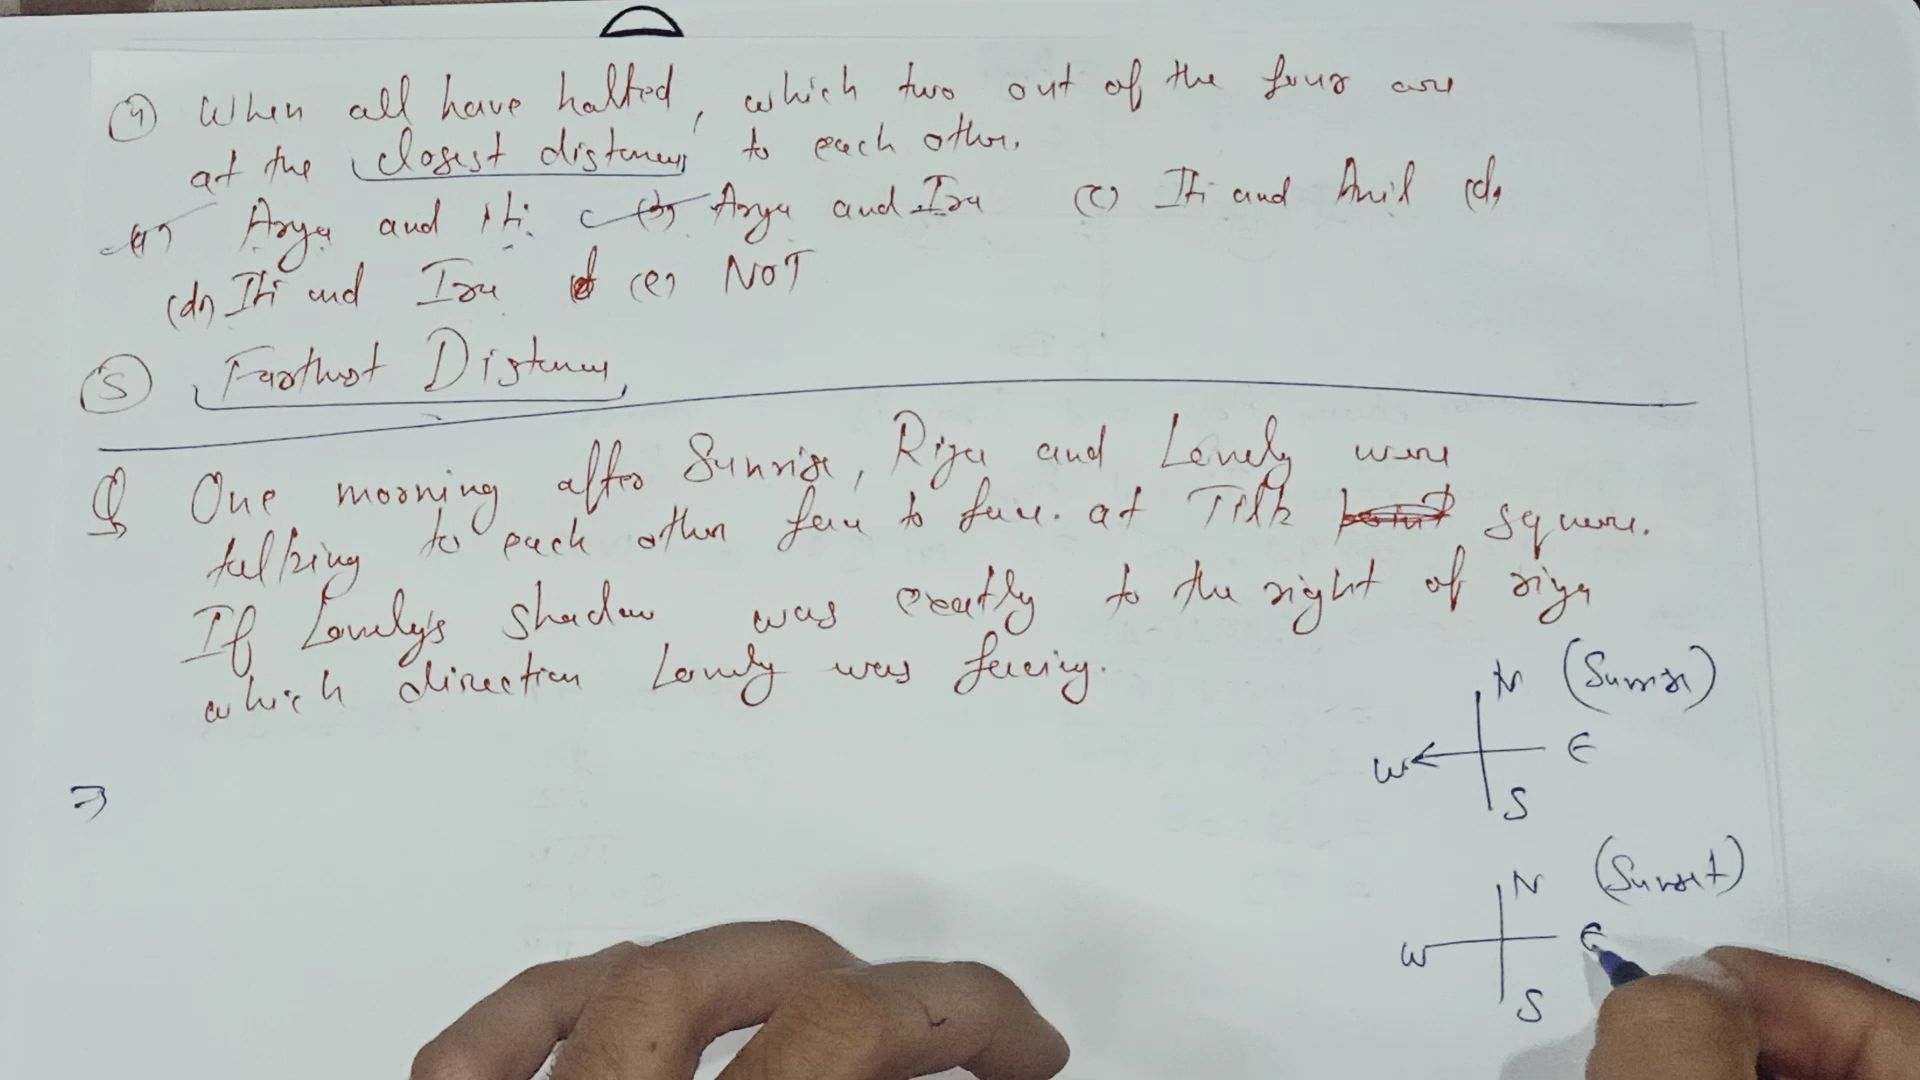 (4) When all have halted, which two out of the four are
at the closest distances to each other.
(a) Arya and Iti (b) Arya and Ira (c) Iti and Anil (d)
(d) Iti and Ira (e) NOT
(5) Farthest Distance,
Q One morning after Sunrise, Riya and Lovely were
talking to each other face to face. at Tilk square.
If Lovely's shadow was exactly to the right of riya
which direction Lovely was facing.
N (Sunrise)
W E
S
⇒
N (Sunset)
W E
S